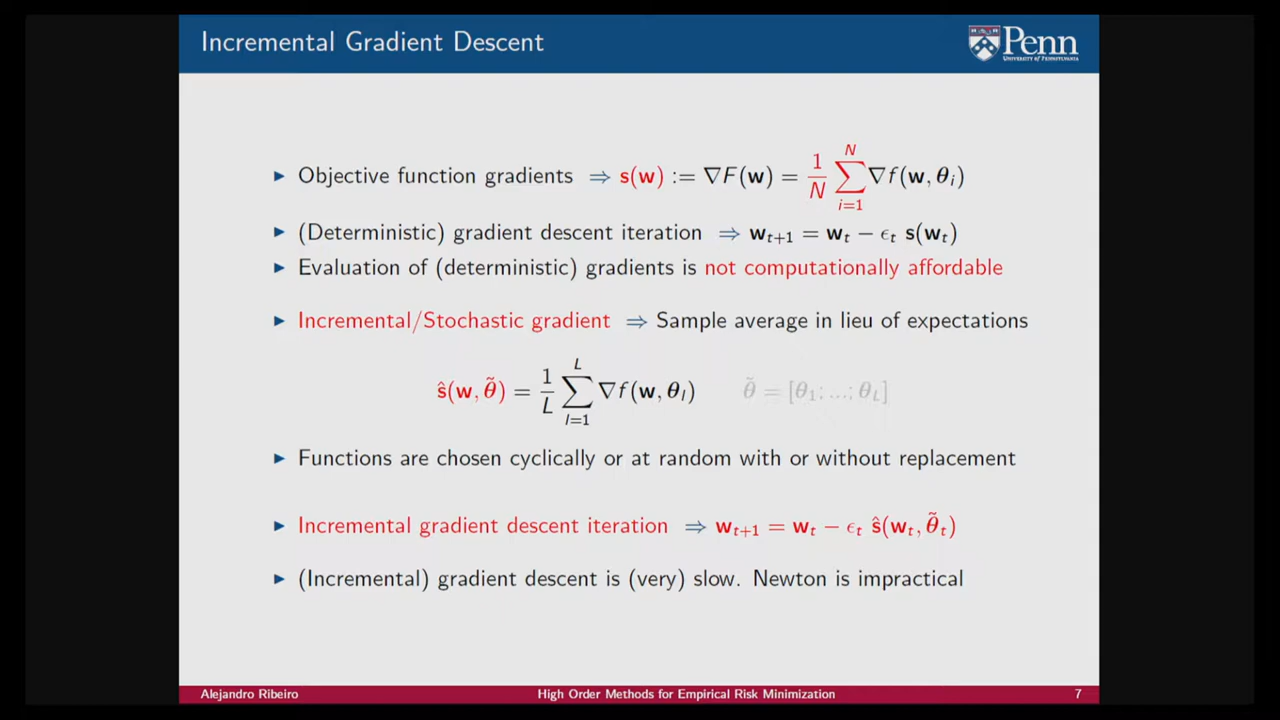 Incremental Gradient Descent
Penn
UNIVERSITY OF PENNSYLVANIA
► Objective function gradients ⇒ s(w) := ∇F(w) = 1/N ∑_{i=1}^{N} ∇f(w, θ_i)
► (Deterministic) gradient descent iteration ⇒ w_{t+1} = w_t − ϵ_t s(w_t)
► Evaluation of (deterministic) gradients is not computationally affordable
► Incremental/Stochastic gradient ⇒ Sample average in lieu of expectations
ŝ(w, θ̃) = 1/L ∑_{l=1}^{L} ∇f(w, θ_l) θ̃ = [θ_1; ...; θ_L]
► Functions are chosen cyclically or at random with or without replacement
► Incremental gradient descent iteration ⇒ w_{t+1} = w_t − ϵ_t ŝ(w_t, θ̃_t)
► (Incremental) gradient descent is (very) slow. Newton is impractical
Alejandro Ribeiro High Order Methods for Empirical Risk Minimization 7